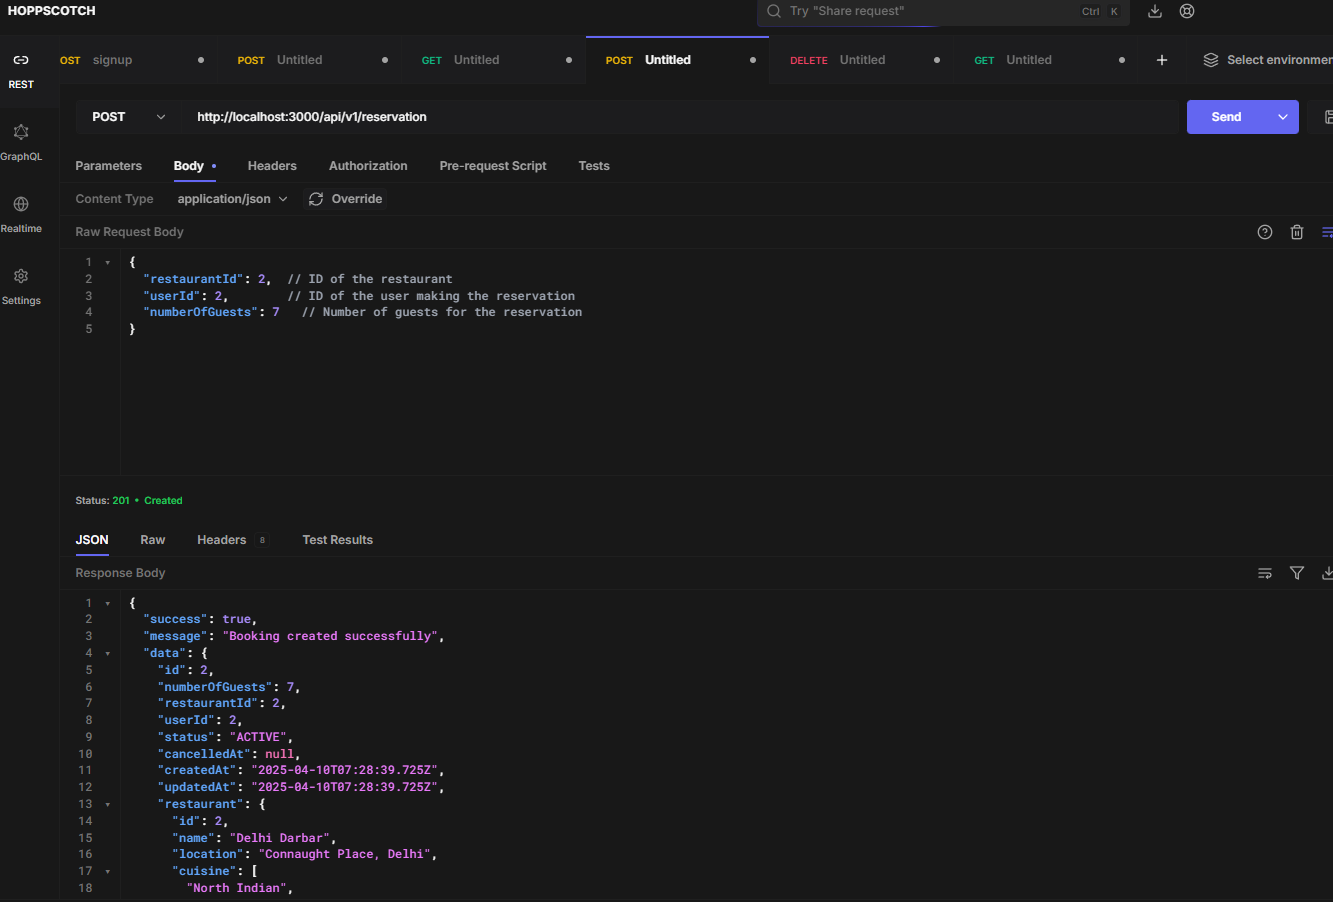 HOPPSCOTCH
Try "Share request"
Ctrl K
REST
OST signup
POST Untitled
GET Untitled
POST Untitled
DELETE Untitled
GET Untitled
Select environmen
GraphQL
Realtime
Settings
POST
http://localhost:3000/api/v1/reservation
Send
Parameters
Body
Headers
Authorization
Pre-request Script
Tests
Content Type
application/json
Override
Raw Request Body
1 {
2 "restaurantId": 2,  // ID of the restaurant
3 "userId": 2,        // ID of the user making the reservation
4 "numberOfGuests": 7   // Number of guests for the reservation
5 }
Status: 201 • Created
JSON
Raw
Headers 8
Test Results
Response Body
1 {
2 "success": true,
3 "message": "Booking created successfully",
4 "data": {
5 "id": 2,
6 "numberOfGuests": 7,
7 "restaurantId": 2,
8 "userId": 2,
9 "status": "ACTIVE",
10 "cancelledAt": null,
11 "createdAt": "2025-04-10T07:28:39.725Z",
12 "updatedAt": "2025-04-10T07:28:39.725Z",
13 "restaurant": {
14 "id": 2,
15 "name": "Delhi Darbar",
16 "location": "Connaught Place, Delhi",
17 "cuisine": [
18 "North Indian",